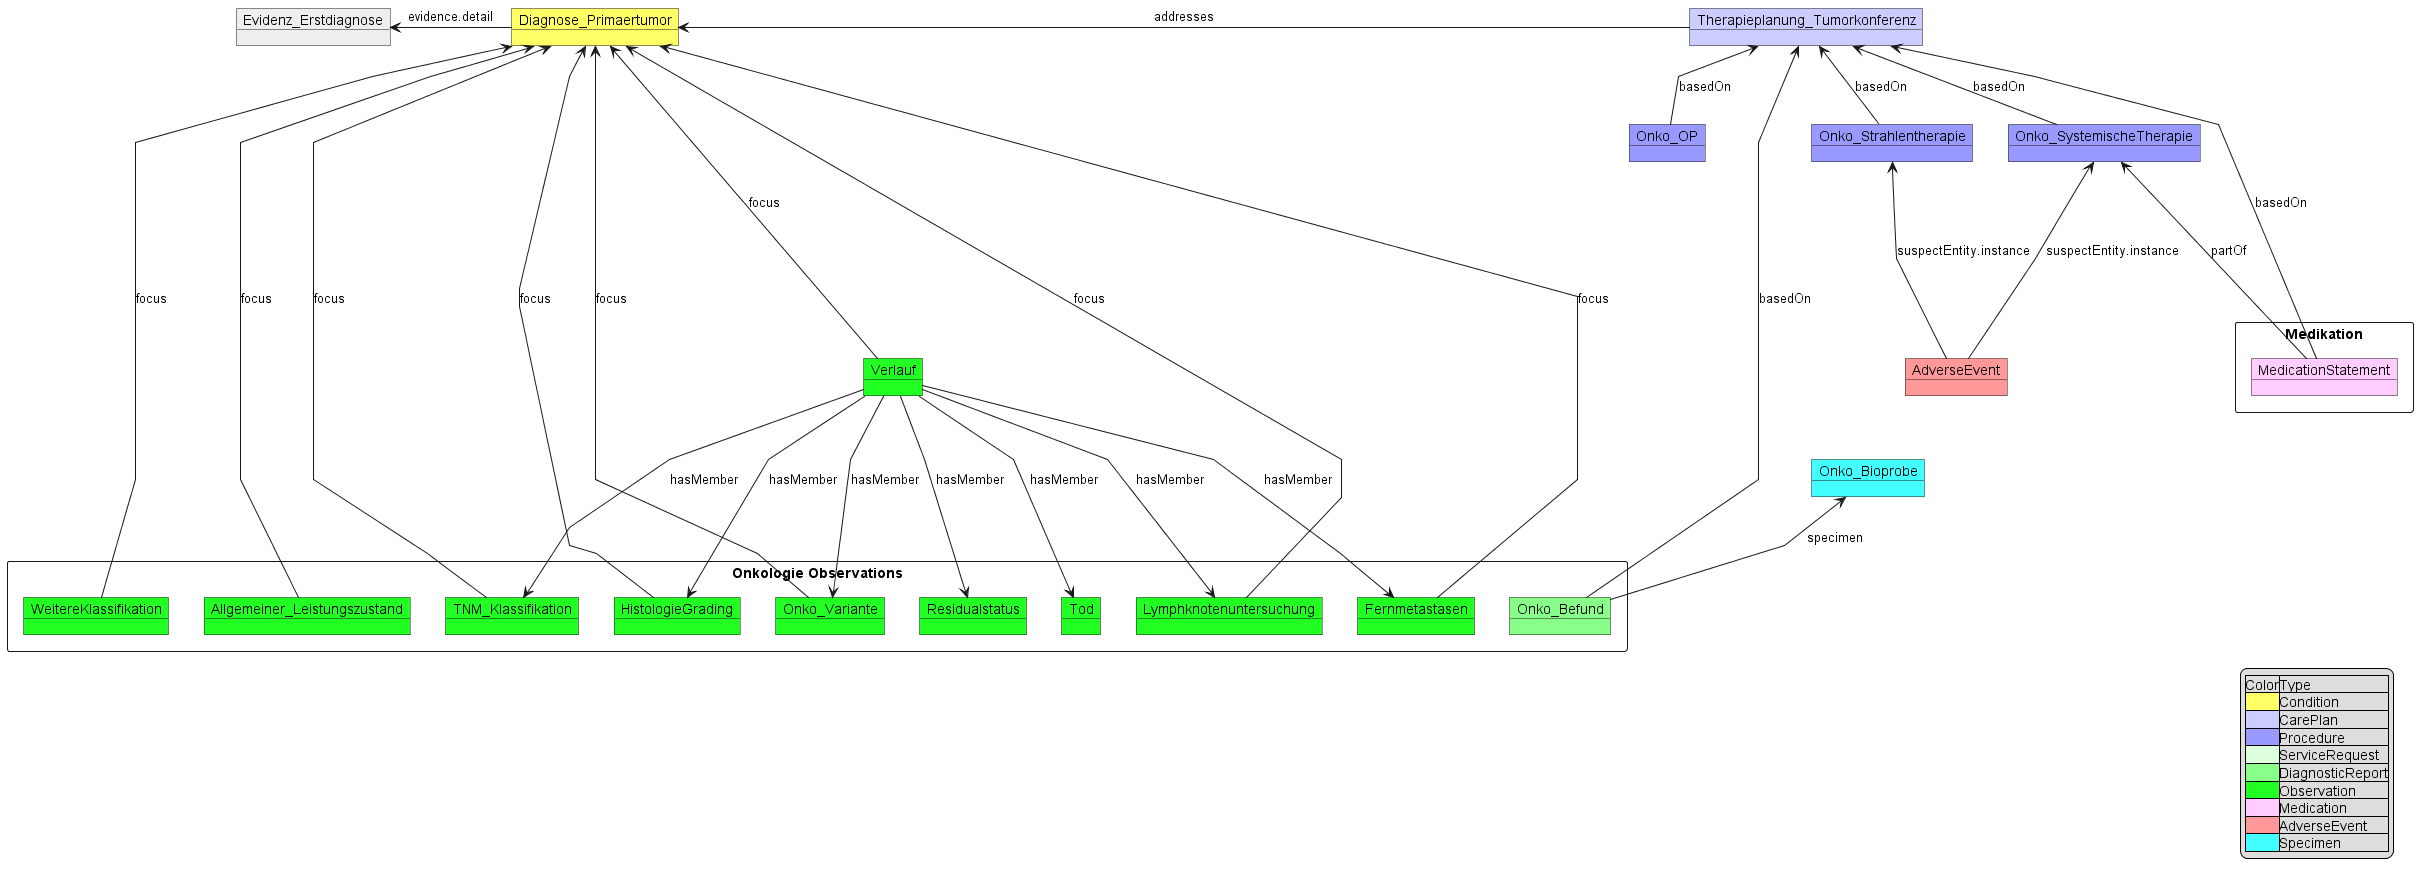 Evidenz_Erstdiagnose
evidence.detail
Diagnose_Primaertumor
addresses
Therapieplanung_Tumorkonferenz
basedOn
basedOn
basedOn
Onko_OP
Onko_Strahlentherapie
Onko_SystemischeTherapie
focus
basedOn
suspectEntity.instance
suspectEntity.instance
partOf
focus
focus
focus
focus
focus
focus
focus
basedOn
Medikation
Verlauf
AdverseEvent
MedicationStatement
Onko_Bioprobe
hasMember
hasMember
hasMember
hasMember
hasMember
hasMember
hasMember
specimen
Onkologie Observations
WeitereKlassifikation
Allgemeiner_Leistungszustand
TNM_Klassifikation
HistologieGrading
Onko_Variante
Residualstatus
Tod
Lymphknotenuntersuchung
Fernmetastasen
Onko_Befund
Color Type
Condition
CarePlan
Procedure
ServiceRequest
DiagnosticReport
Observation
Medication
AdverseEvent
Specimen